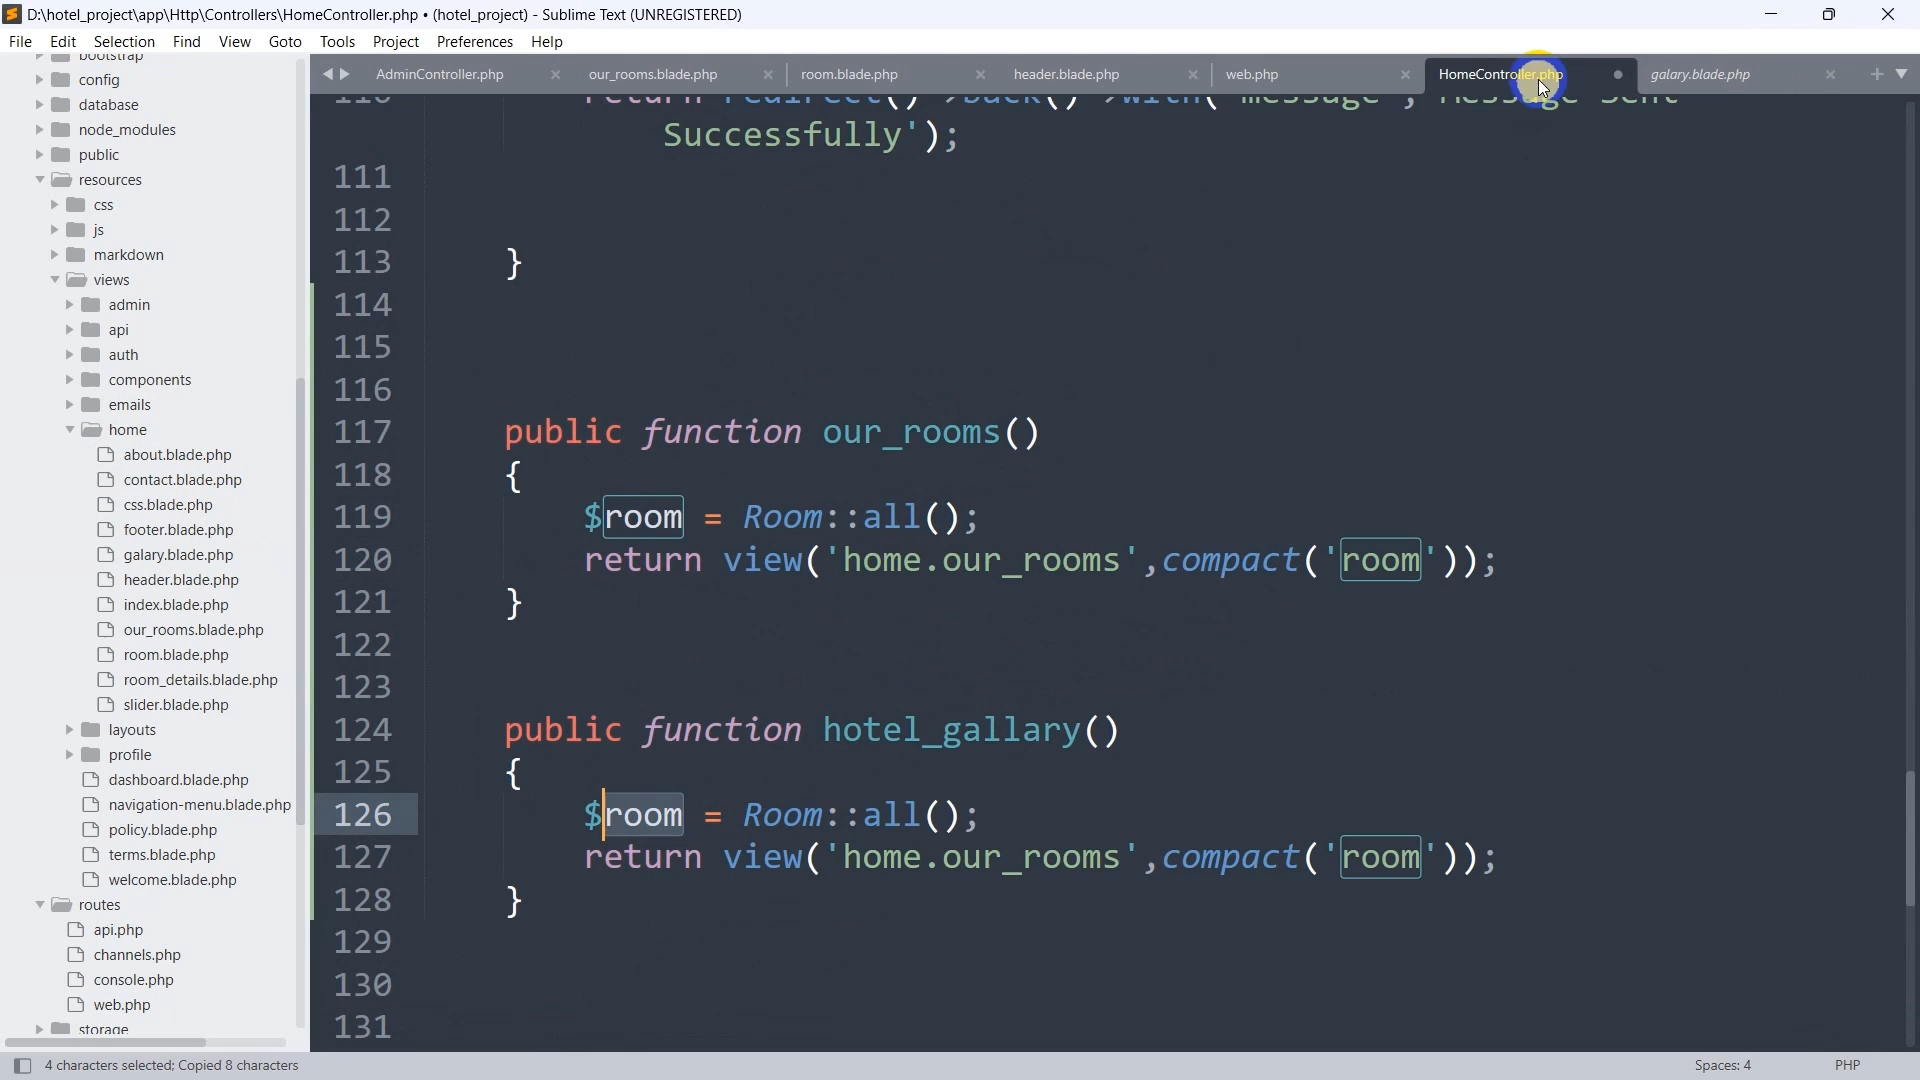 D:\hotel_project\app\Http\Controllers\HomeController.php • (hotel_project) - Sublime Text (UNREGISTERED)
File Edit Selection Find View Goto Tools Project Preferences Help
bootstrap
config
database
node_modules
public
resources
css
js
markdown
views
admin
api
auth
components
emails
home
about.blade.php
contact.blade.php
css.blade.php
footer.blade.php
galary.blade.php
header.blade.php
index.blade.php
our_rooms.blade.php
room.blade.php
room_details.blade.php
slider.blade.php
layouts
profile
dashboard.blade.php
navigation-menu.blade.php
policy.blade.php
terms.blade.php
welcome.blade.php
routes
api.php
channels.php
console.php
web.php
storage
AdminController.php our_rooms.blade.php room.blade.php header.blade.php web.php HomeController.php galary.blade.php
110 return redirect()->back()->with('message','Message Sent
Successfully');
111
112
113 }
114
115
116
117 public function our_rooms()
118 {
119 $room = Room::all();
120 return view('home.our_rooms',compact('room'));
121 }
122
123
124 public function hotel_gallary()
125 {
126 $room = Room::all();
127 return view('home.our_rooms',compact('room'));
128 }
129
130
131
4 characters selected; Copied 8 characters Spaces: 4 PHP